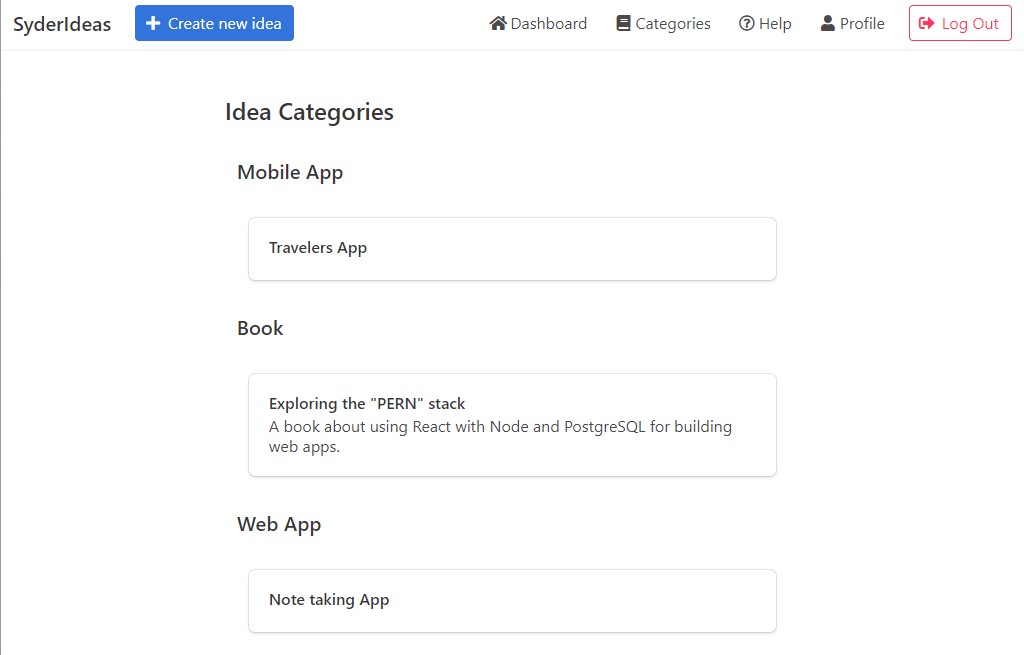 SyderIdeas Create new idea Dashboard Categories Help Profile Log Out
Idea Categories
Mobile App
Travelers App
Book
Exploring the "PERN" stack
A book about using React with Node and PostgreSQL for building
web apps.
Web App
Note taking App